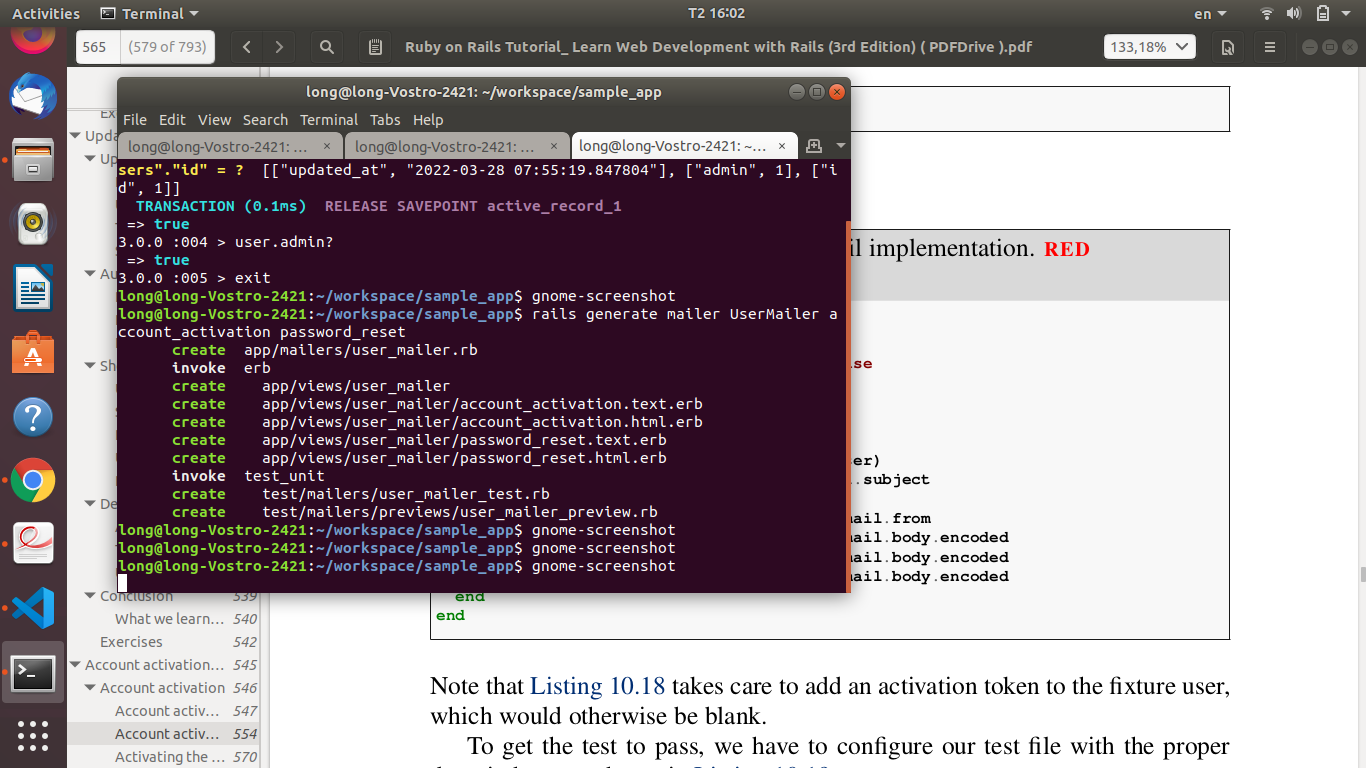 Activities
Terminal
T2 16:02
en
565
(579 of 793)
Ruby on Rails Tutorial_ Learn Web Development with Rails (3rd Edition) ( PDFDrive ).pdf
133,18%
long@long-Vostro-2421: ~/workspace/sample_app
File Edit View Search Terminal Tabs Help
long@long-Vostro-2421: ... ×
long@long-Vostro-2421: ... ×
long@long-Vostro-2421: ~... ×
sers"."id" = ?  [["updated_at", "2022-03-28 07:55:19.847804"], ["admin", 1], ["i
d", 1]]
  TRANSACTION (0.1ms)  RELEASE SAVEPOINT active_record_1
 => true
3.0.0 :004 > user.admin?
 => true
3.0.0 :005 > exit
long@long-Vostro-2421:~/workspace/sample_app$ gnome-screenshot
long@long-Vostro-2421:~/workspace/sample_app$ rails generate mailer UserMailer a
ccount_activation password_reset
      create  app/mailers/user_mailer.rb
      invoke  erb
      create    app/views/user_mailer
      create    app/views/user_mailer/account_activation.text.erb
      create    app/views/user_mailer/account_activation.html.erb
      create    app/views/user_mailer/password_reset.text.erb
      create    app/views/user_mailer/password_reset.html.erb
      invoke  test_unit
      create    test/mailers/user_mailer_test.rb
      create    test/mailers/previews/user_mailer_preview.rb
long@long-Vostro-2421:~/workspace/sample_app$ gnome-screenshot
long@long-Vostro-2421:~/workspace/sample_app$ gnome-screenshot
long@long-Vostro-2421:~/workspace/sample_app$ gnome-screenshot
Ex
Upda
Up
Au
Sh
De
Conclusion 539
What we learn... 540
Exercises 542
Account activation... 545
Account activation 546
Account activ... 547
Account activ... 554
Activating the ... 570
il implementation. RED
se
er)
.subject
ail.from
ail.body.encoded
ail.body.encoded
ail.body.encoded
end
end
Note that Listing 10.18 takes care to add an activation token to the fixture user,
which would otherwise be blank.
To get the test to pass, we have to configure our test file with the proper